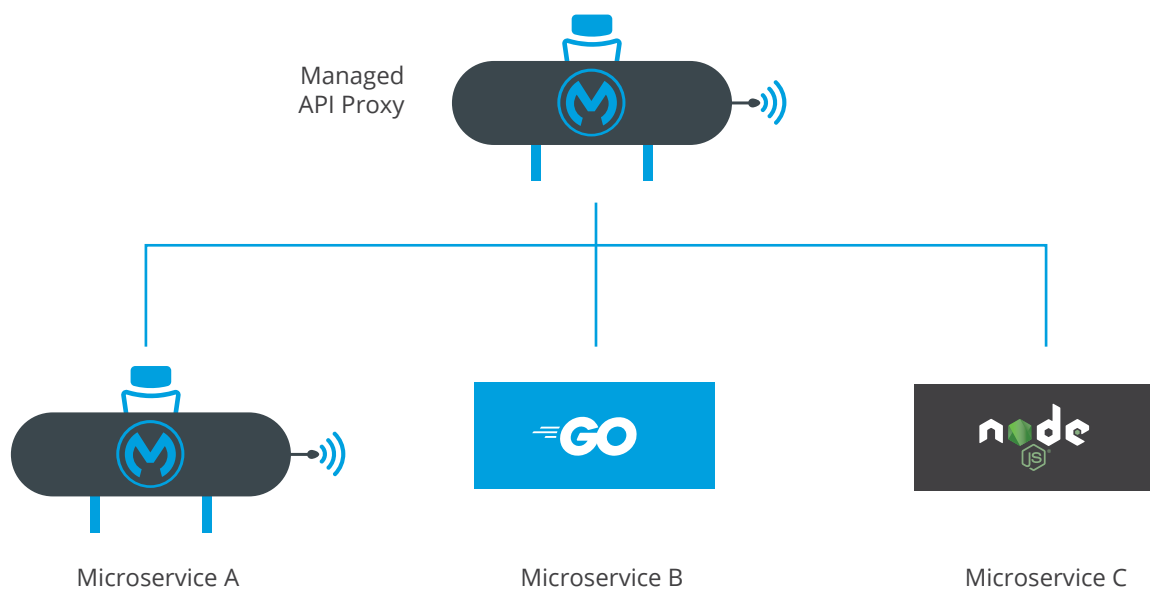 Managed
API Proxy
GO
node
JS
Microservice A
Microservice B
Microservice C